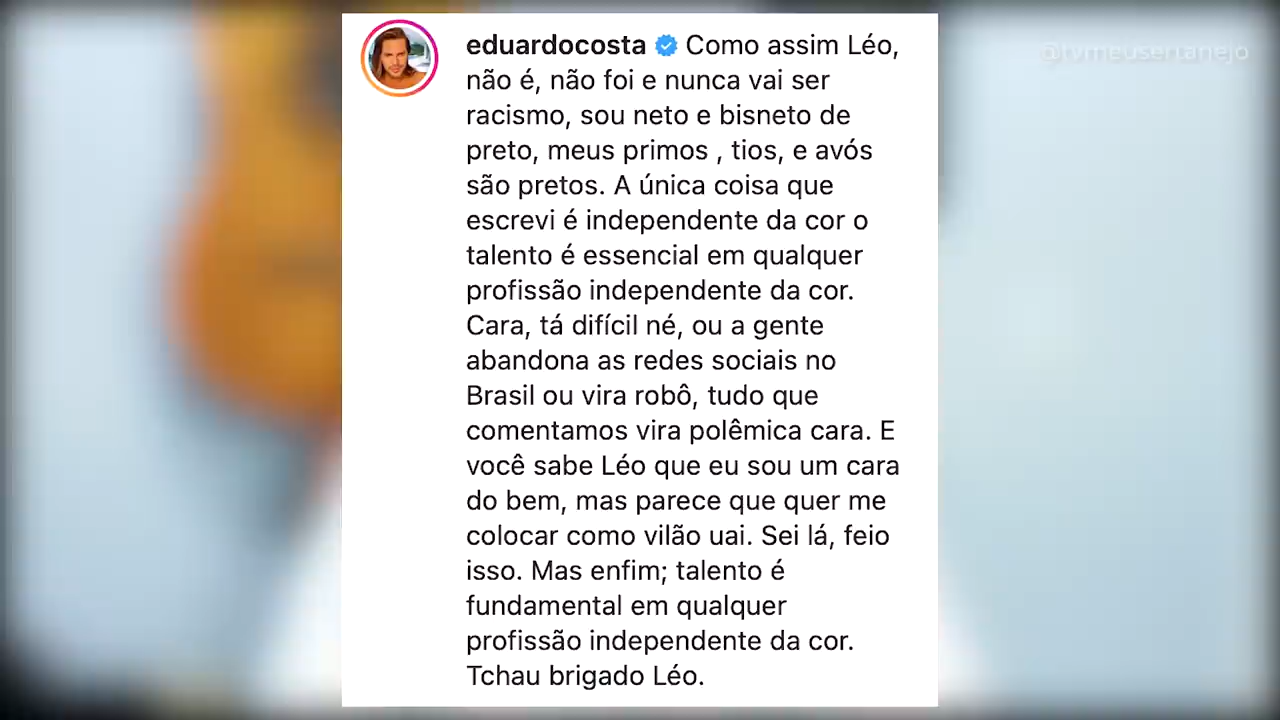 eduardocosta Como assim Léo,
não é, não foi e nunca vai ser
racismo, sou neto e bisneto de
preto, meus primos , tios, e avós
são pretos. A única coisa que
escrevi é independente da cor o
talento é essencial em qualquer
profissão independente da cor.
Cara, tá difícil né, ou a gente
abandona as redes sociais no
Brasil ou vira robô, tudo que
comentamos vira polêmica cara. E
você sabe Léo que eu sou um cara
do bem, mas parece que quer me
colocar como vilão uai. Sei lá, feio
isso. Mas enfim; talento é
fundamental em qualquer
profissão independente da cor.
Tchau brigado Léo.
@tvmeusertanejo